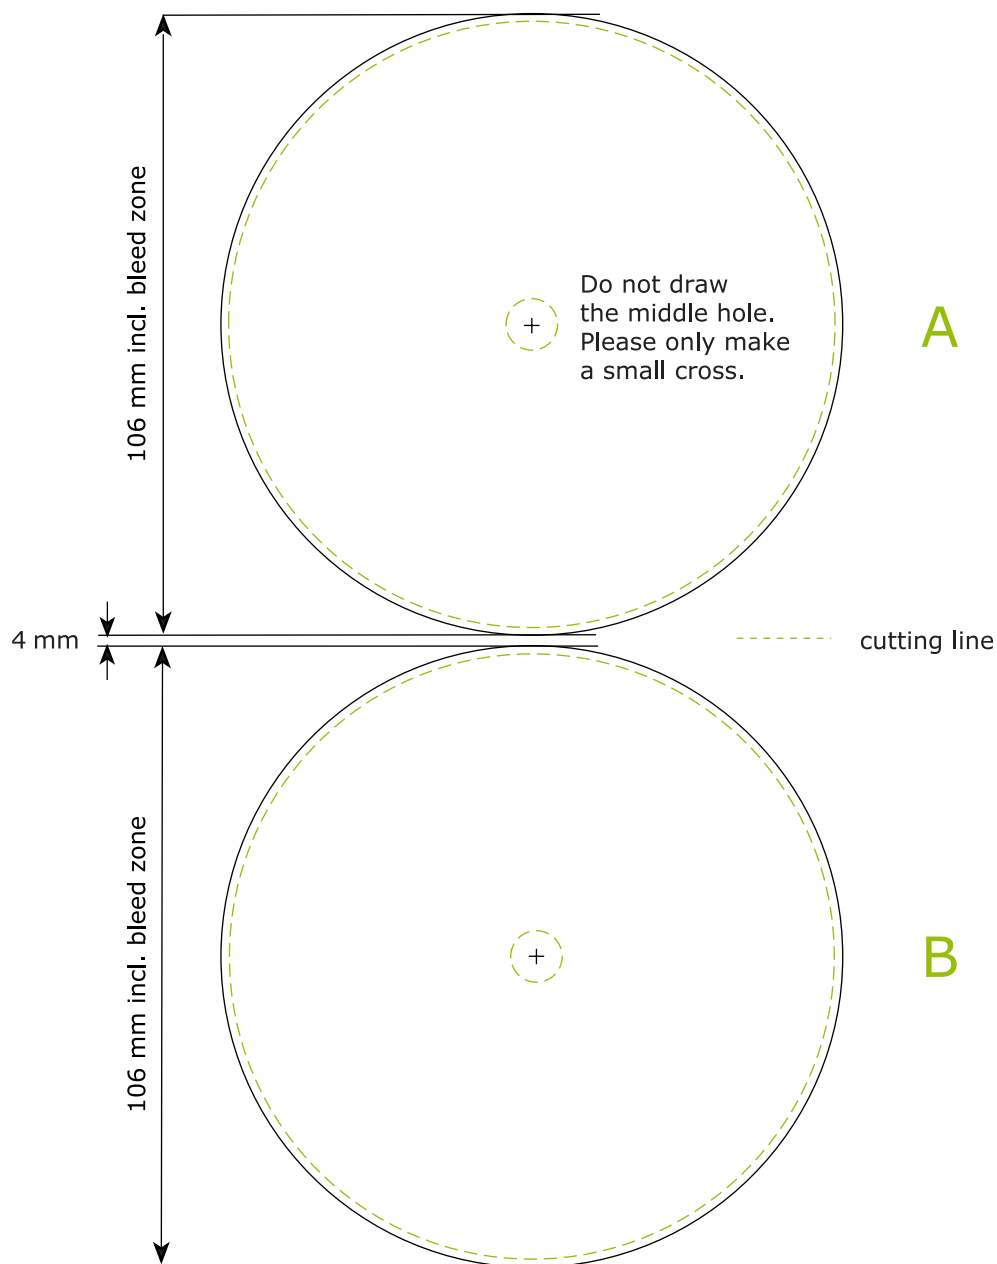 106 mm incl. bleed zone
Do not draw
the middle hole.
Please only make
a small cross.
A
4 mm
cutting line
106 mm incl. bleed zone
B